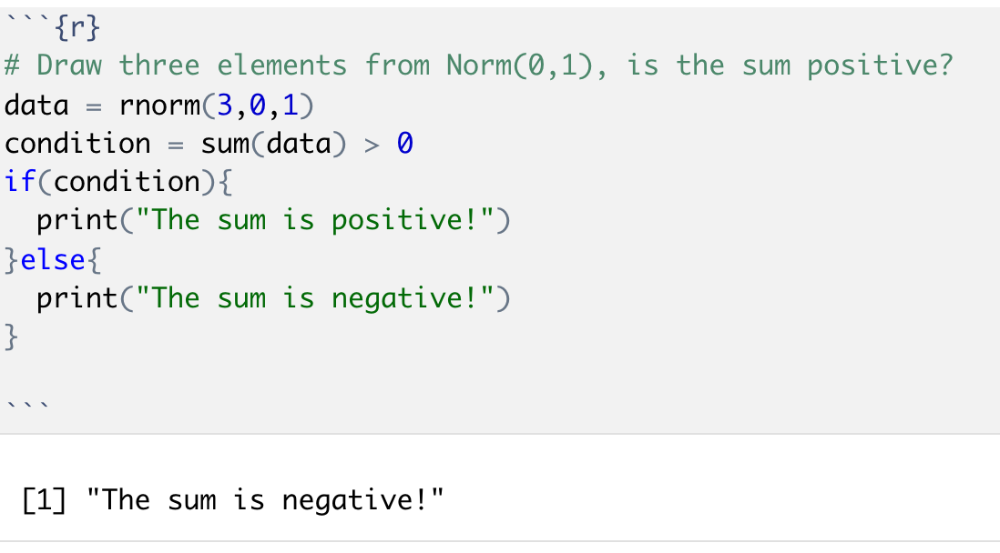 ```{r}
# Draw three elements from Norm(0,1), is the sum positive?
data = rnorm(3,0,1)
condition = sum(data) > 0
if(condition){
  print("The sum is positive!")
}else{
  print("The sum is negative!")
}
```
[1] "The sum is negative!"